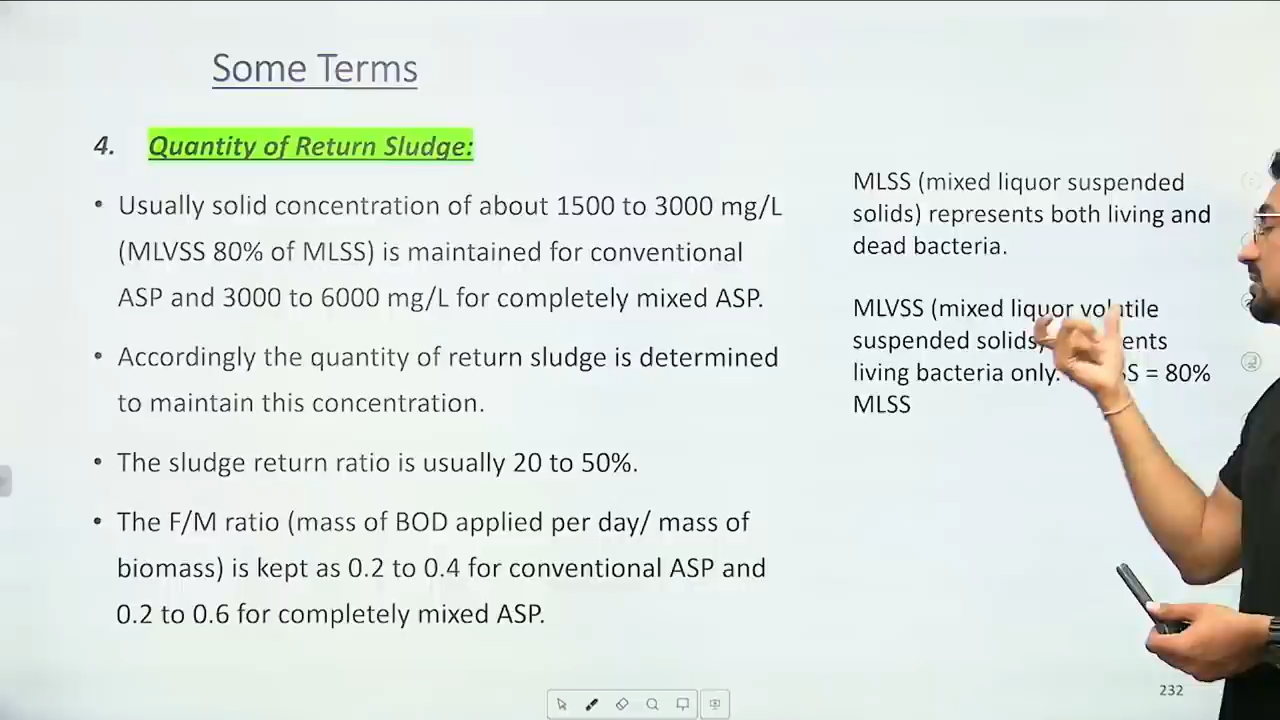 Some Terms
4. Quantity of Return Sludge:
• Usually solid concentration of about 1500 to 3000 mg/L
(MLVSS 80% of MLSS) is maintained for conventional
ASP and 3000 to 6000 mg/L for completely mixed ASP.
• Accordingly the quantity of return sludge is determined
to maintain this concentration.
• The sludge return ratio is usually 20 to 50%.
• The F/M ratio (mass of BOD applied per day/ mass of
biomass) is kept as 0.2 to 0.4 for conventional ASP and
0.2 to 0.6 for completely mixed ASP.
MLSS (mixed liquor suspended
solids) represents both living and
dead bacteria.
MLVSS (mixed liquor volatile
suspended solids)
living bacteria only. = 80%
MLSS
232